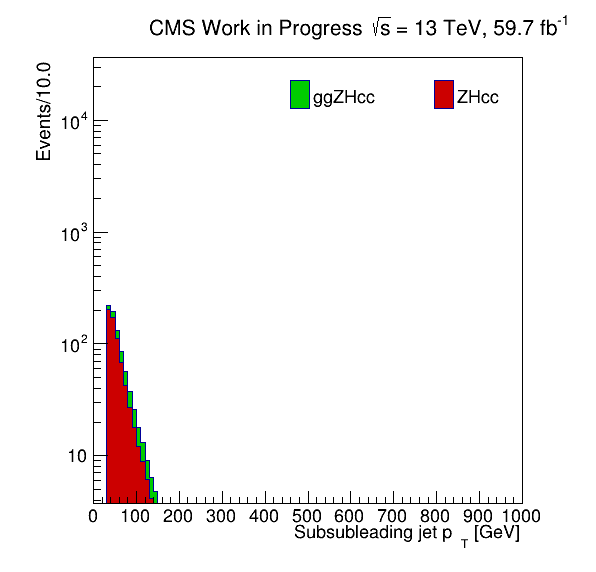 CMS Work in Progress √s = 13 TeV, 59.7 fb⁻¹
Events/10.0
ggZHcc
ZHcc
10⁴
10³
10²
10
0 100 200 300 400 500 600 700 800 900 1000
Subsubleading jet p_T [GeV]